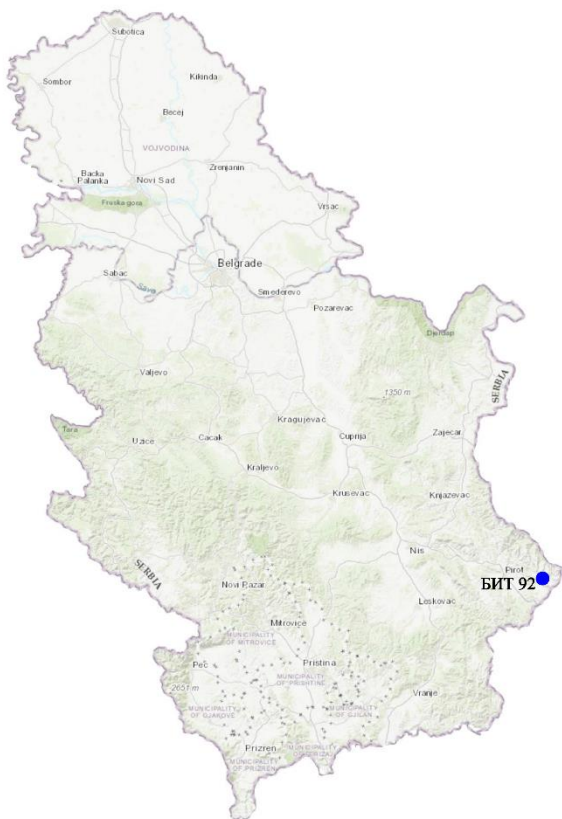 Subotica
Sombor
Kikinda
Becej
VOJVODINA
Zrenjanin
Backa
Palanka
Novi Sad
Fruska gora
Vrsac
Belgrade
Sabac
Sava
Smederevo
Pozarevac
Djerdap
SERBIA
Valjevo
1350 m
Kragujevac
Tara
Uzice
Cacak
Cuprija
Zajecar
Kraljevo
Krusevac
Knjazevac
Nis
SERBIA
Pirot
БИТ 92
Novi Pazar
Leskovac
Mitrovice
MUNICIPALITY
OF MITROVICE
Pec
Pristina
MUNICIPALITY
OF PRISHTINE
2651 m
Vranje
MUNICIPALITY
OF GJAKOVE
MUNICIPALITY
OF GJILAN
Prizren
MUNICIPALITY
OF PRIZREN
MUNICIPALITY